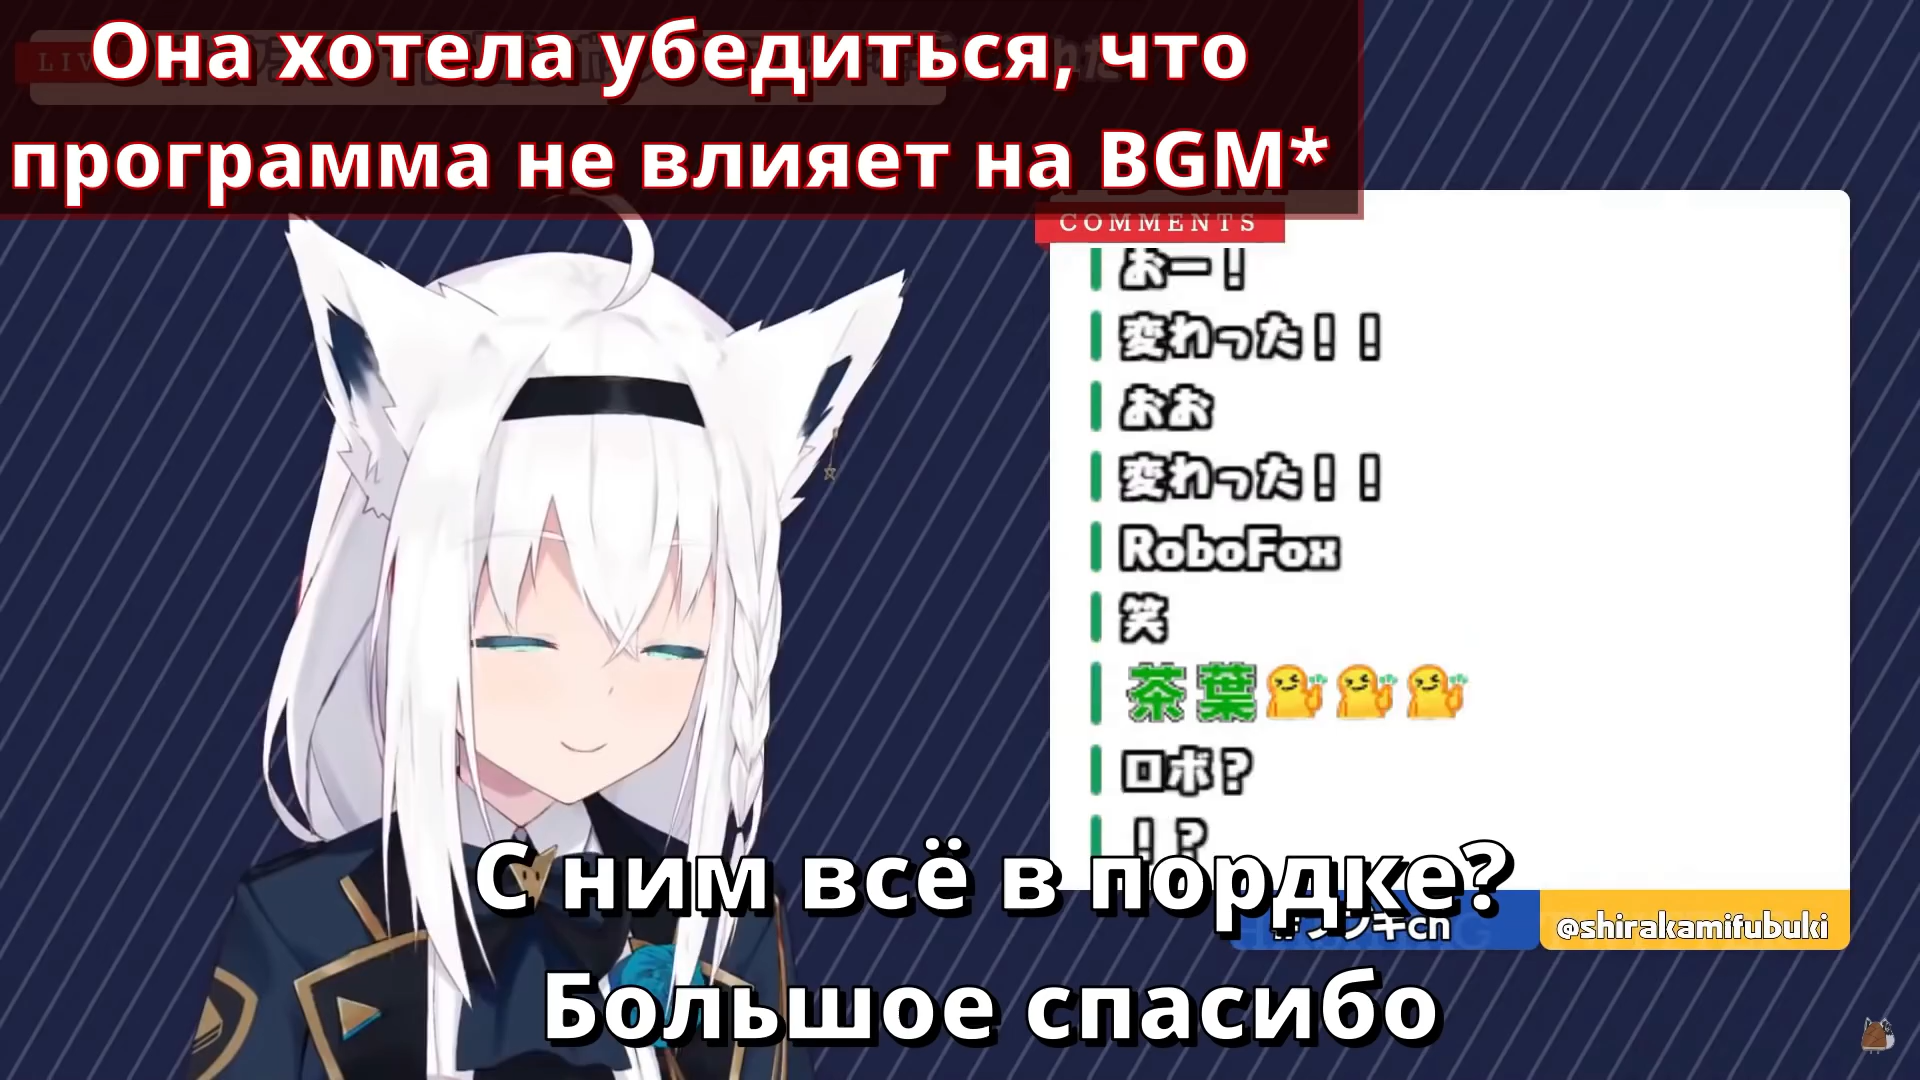 Она хотела убедиться, что
программа не влияет на BGM*
COMMENTS
おー！
変わった！！
おお
変わった！！
RoboFox
笑
茶葉
ロボ？
！？
С ним всё в пордке?
@shirakamifubuki
Большое спасибо